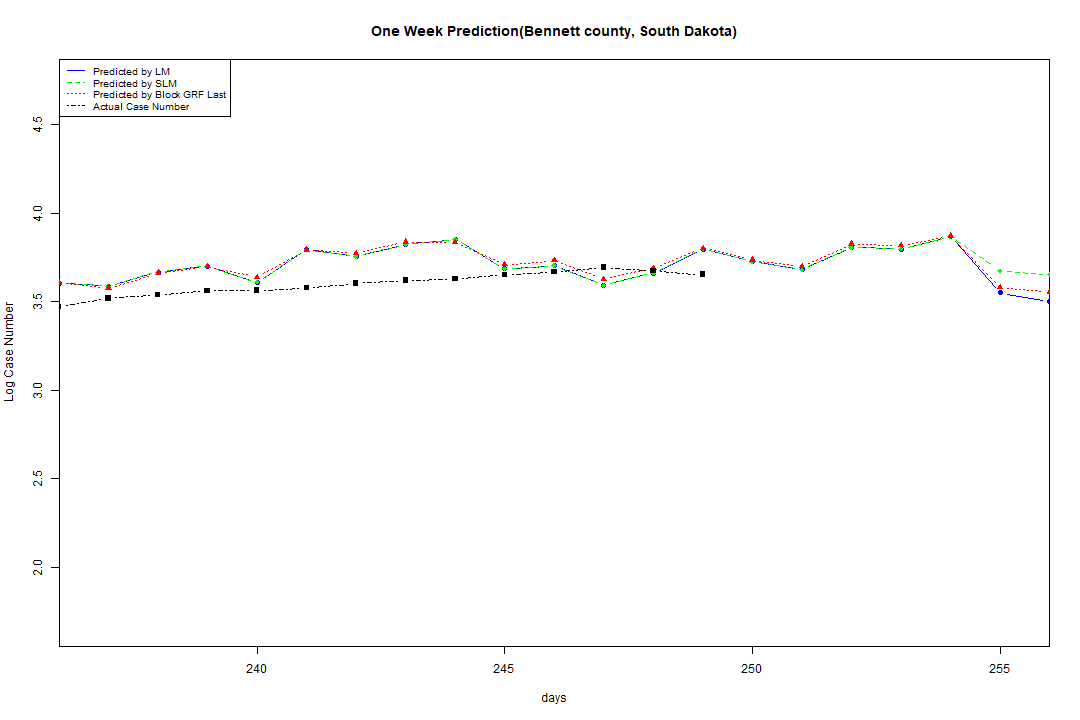 One Week Prediction(Bennett county, South Dakota)
Predicted by LM
Predicted by SLM
Predicted by Block GRF Last
Actual Case Number
4.5
4.0
3.5
3.0
2.5
2.0
Log Case Number
240 245 250 255
days